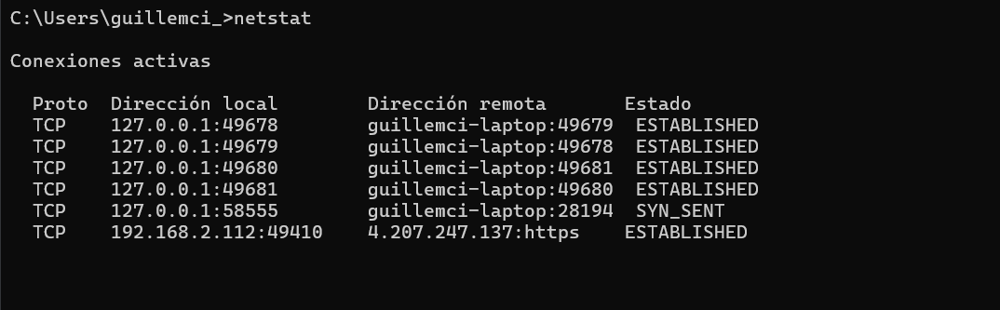 C:\Users\guillemci_>netstat
Conexiones activas
Proto  Dirección local        Dirección remota       Estado
TCP    127.0.0.1:49678        guillemci-laptop:49679  ESTABLISHED
TCP    127.0.0.1:49679        guillemci-laptop:49678  ESTABLISHED
TCP    127.0.0.1:49680        guillemci-laptop:49681  ESTABLISHED
TCP    127.0.0.1:49681        guillemci-laptop:49680  ESTABLISHED
TCP    127.0.0.1:58555        guillemci-laptop:28194  SYN_SENT
TCP    192.168.2.112:49410    4.207.247.137:https    ESTABLISHED